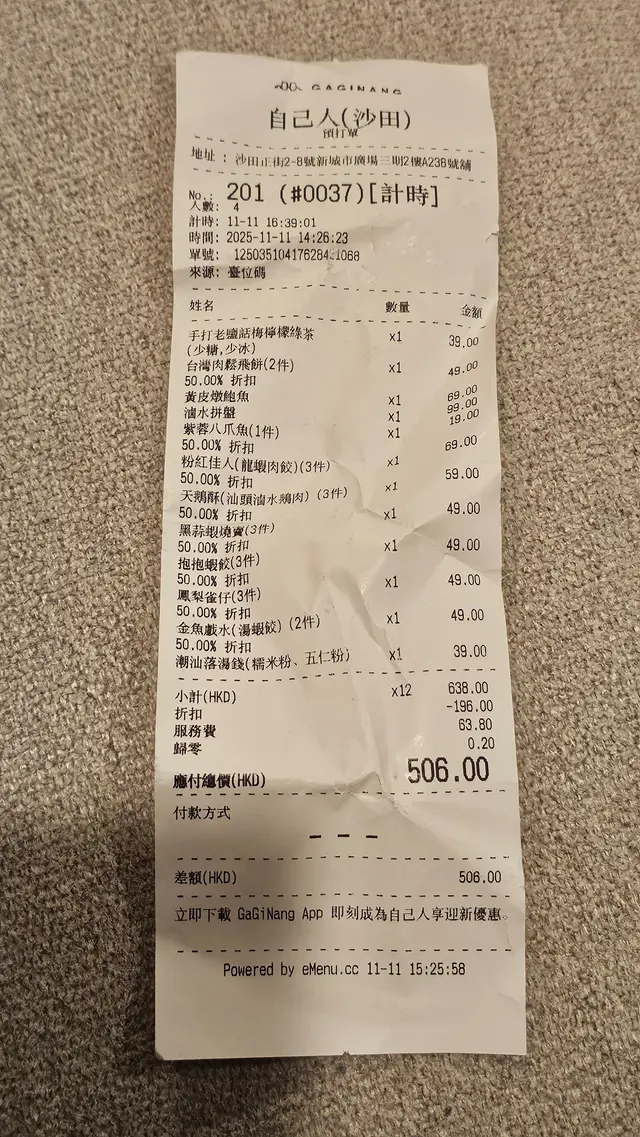 GAGINANG
自己人(沙田)
預打單
地址 : 沙田正街2-8號新城市廣場三期2樓A238號舖
No.: 201 (#0037)[計時]
人數: 4
計時: 11-11 16:39:01
時間: 2025-11-11 14:26:23
單號:
來源: 臺位碼
姓名 數量 金額
手打老鹽話梅檸檬綠茶 x1 39.00
(少糖,少冰)
台灣肉鬆飛餅(2件) x1 49.00
50.00% 折扣
黃皮燉鮑魚 x1 69.00
滷水拼盤 x1 99.00
紫蓉八爪魚(1件) x1 19.00
50.00% 折扣 69.00
粉紅佳人(龍蝦肉餃)(3件) x1
50.00% 折扣 59.00
天鵝酥(汕頭滷水鵝肉) (3件) x1
50.00% 折扣 x1 49.00
黑蒜蝦燒賣(3件)
50.00% 折扣 x1 49.00
抱抱蝦餃(3件)
50.00% 折扣 x1 49.00
鳳梨雀仔(3件)
50.00% 折扣 x1 49.00
金魚戲水(湯蝦餃) (2件)
50.00% 折扣
潮汕落湯錢(糯米粉、五仁粉) x1 39.00
小計(HKD) x12 638.00
折扣 -196.00
服務費 63.80
歸零 0.20
應付總價(HKD) 506.00
付款方式
- - -
差額(HKD) 506.00
立即下載 GaGiNang App 即刻成為自己人享迎新優惠。
Powered by eMenu.cc 11-11 15:25:58